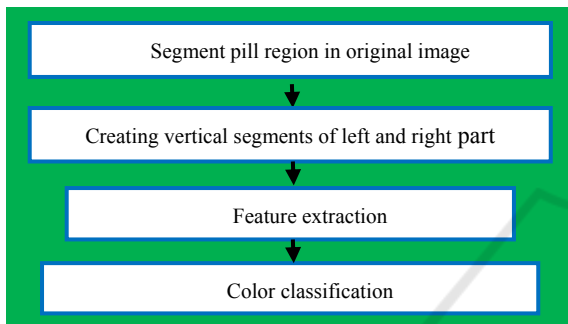 Segment pill region in original image
Creating vertical segments of left and right part
Feature extraction
Color classification